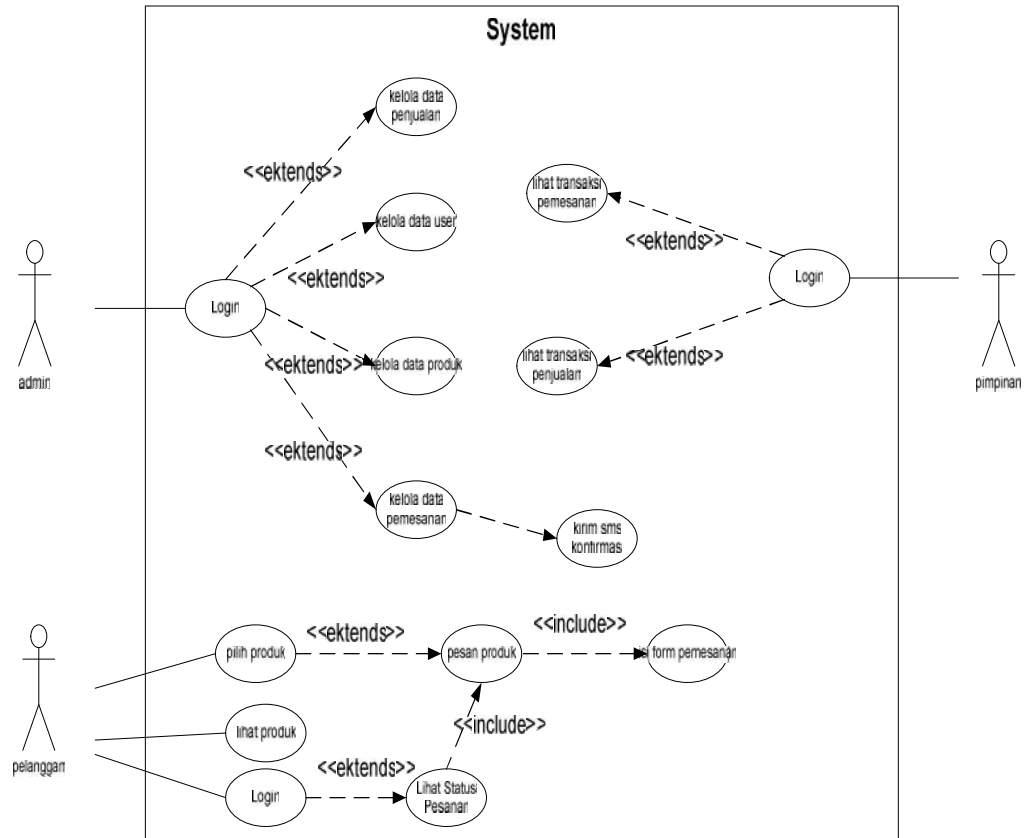 System
kelola data
penjualan
<<ektends>>
lihat transaksi
pemesanan
kelola data user
<<ektends>>
<<ektends>>
Login
Login
<<ektends>>
kelola data produk
lihat transaksi
penjualan
<<ektends>>
admin
pimpinan
<<ektends>>
kelola data
pemesanan
kirim sms
konfirmasi
<<ektends>>
<<include>>
pilih produk
pesan produk
isi form pemesanan
lihat produk
<<include>>
pelanggan
<<ektends>>
Login
Lihat Status
Pesanan